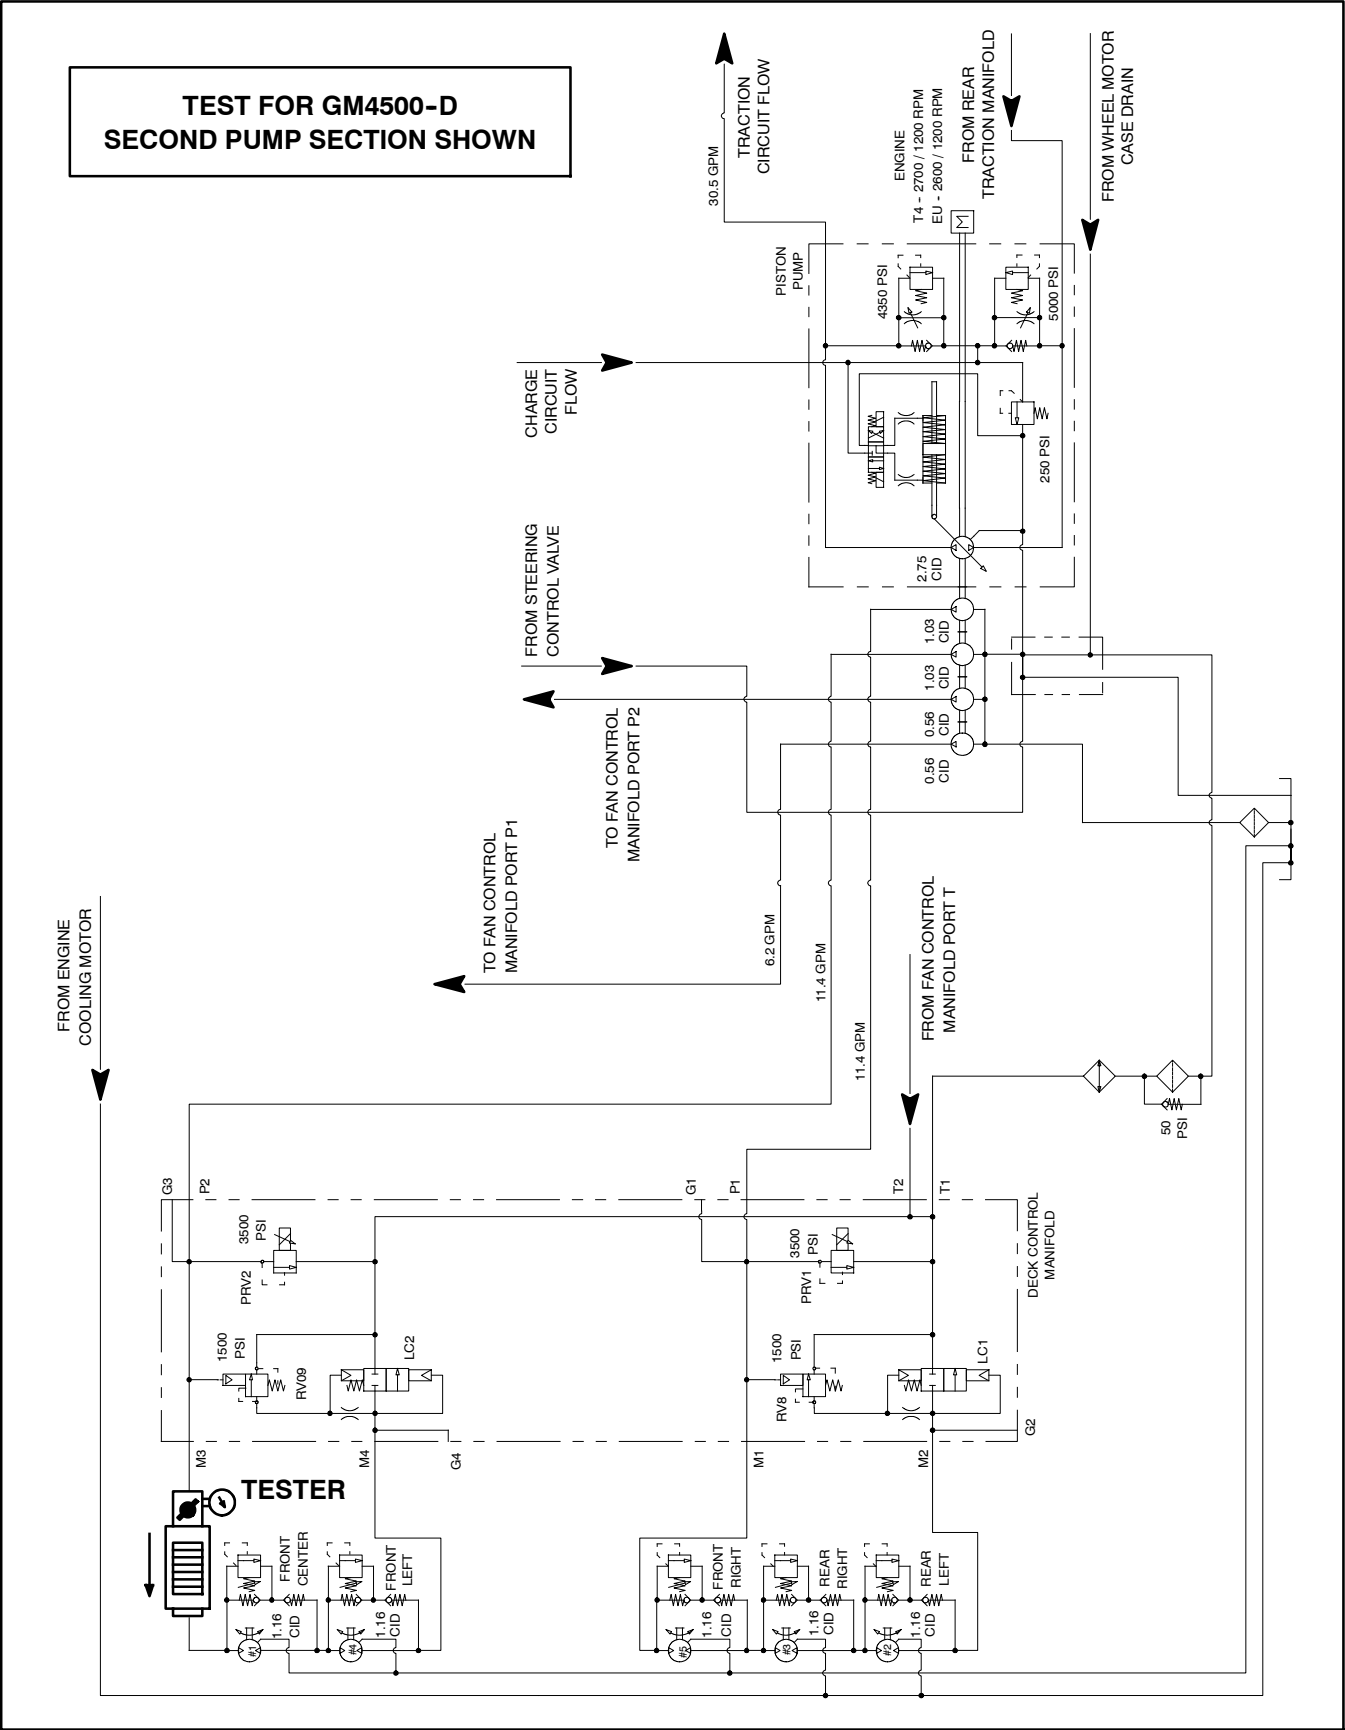 TEST FOR GM4500-D
SECOND PUMP SECTION SHOWN
30.5 GPM
TRACTION
CIRCUIT FLOW
ENGINE
T4 - 2700 / 1200 RPM
EU - 2600 / 1200 RPM
FROM REAR
TRACTION MANIFOLD
FROM WHEEL MOTOR
CASE DRAIN
PISTON
PUMP
M
4350 PSI
5000 PSI
CHARGE
CIRCUIT
FLOW
250 PSI
FROM STEERING
CONTROL VALVE
2.75
CID
1.03
CID
1.03
CID
0.56
CID
0.56
CID
TO FAN CONTROL
MANIFOLD PORT P2
TO FAN CONTROL
MANIFOLD PORT P1
FROM ENGINE
COOLING MOTOR
6.2 GPM
11.4 GPM
11.4 GPM
FROM FAN CONTROL
MANIFOLD PORT T
50
PSI
G3
P2
G1
P1
T2
T1
3500
PSI
PRV2
3500
PSI
PRV1
DECK CONTROL
MANIFOLD
1500
PSI
RV09
LC2
1500
PSI
RV8
LC1
M3
M4
G4
M1
M2
G2
TESTER
FRONT
CENTER
FRONT
LEFT
FRONT
RIGHT
REAR
RIGHT
REAR
LEFT
1.16
CID
1.16
CID
1.16
CID
1.16
CID
1.16
CID
#1
#4
#5
#3
#2